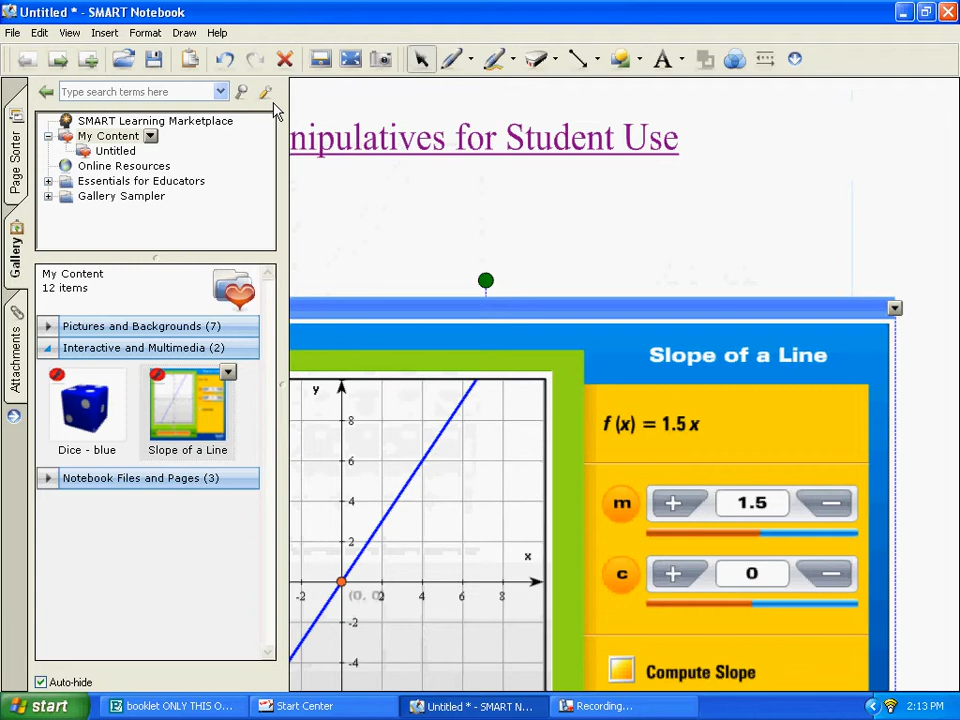 Untitled * - SMART Notebook
File Edit View Insert Format Draw Help
Type search terms here
Page Sorter
Gallery
Attachments
SMART Learning Marketplace
My Content
Untitled
Online Resources
Essentials for Educators
Gallery Sampler
My Content
12 items
Pictures and Backgrounds (7)
Interactive and Multimedia (2)
Dice - blue
Slope of a Line
Notebook Files and Pages (3)
Auto-hide
nipulatives for Student Use
Slope of a Line
f (x) = 1.5 x
m + 1.5 −
c + 0 −
Compute Slope
y
8
6
4
2
x
-2 (0, 0 2 4 6 8
-2
-4
start
booklet ONLY THIS O...
Start Center
Untitled * - SMART N...
Recording...
2:13 PM